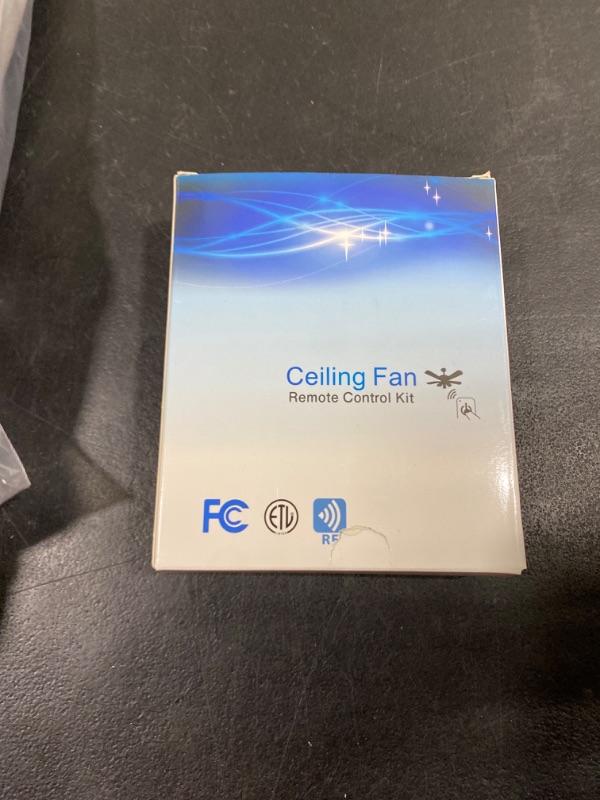 Ceiling Fan
Remote Control Kit
FC ETL
RF